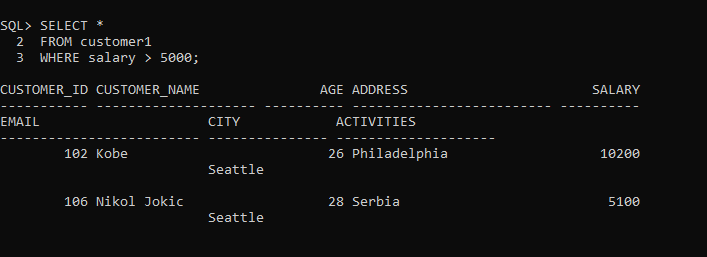 SQL> SELECT *
  2  FROM customer1
  3  WHERE salary > 5000;
CUSTOMER_ID CUSTOMER_NAME               AGE ADDRESS                       SALARY
----------- -------------------- ---------- ------------------------- ----------
EMAIL                     CITY            ACTIVITIES
------------------------- --------------- --------------------
        102 Kobe                         26 Philadelphia                   10200
                          Seattle
        106 Nikol Jokic                  28 Serbia                          5100
                          Seattle